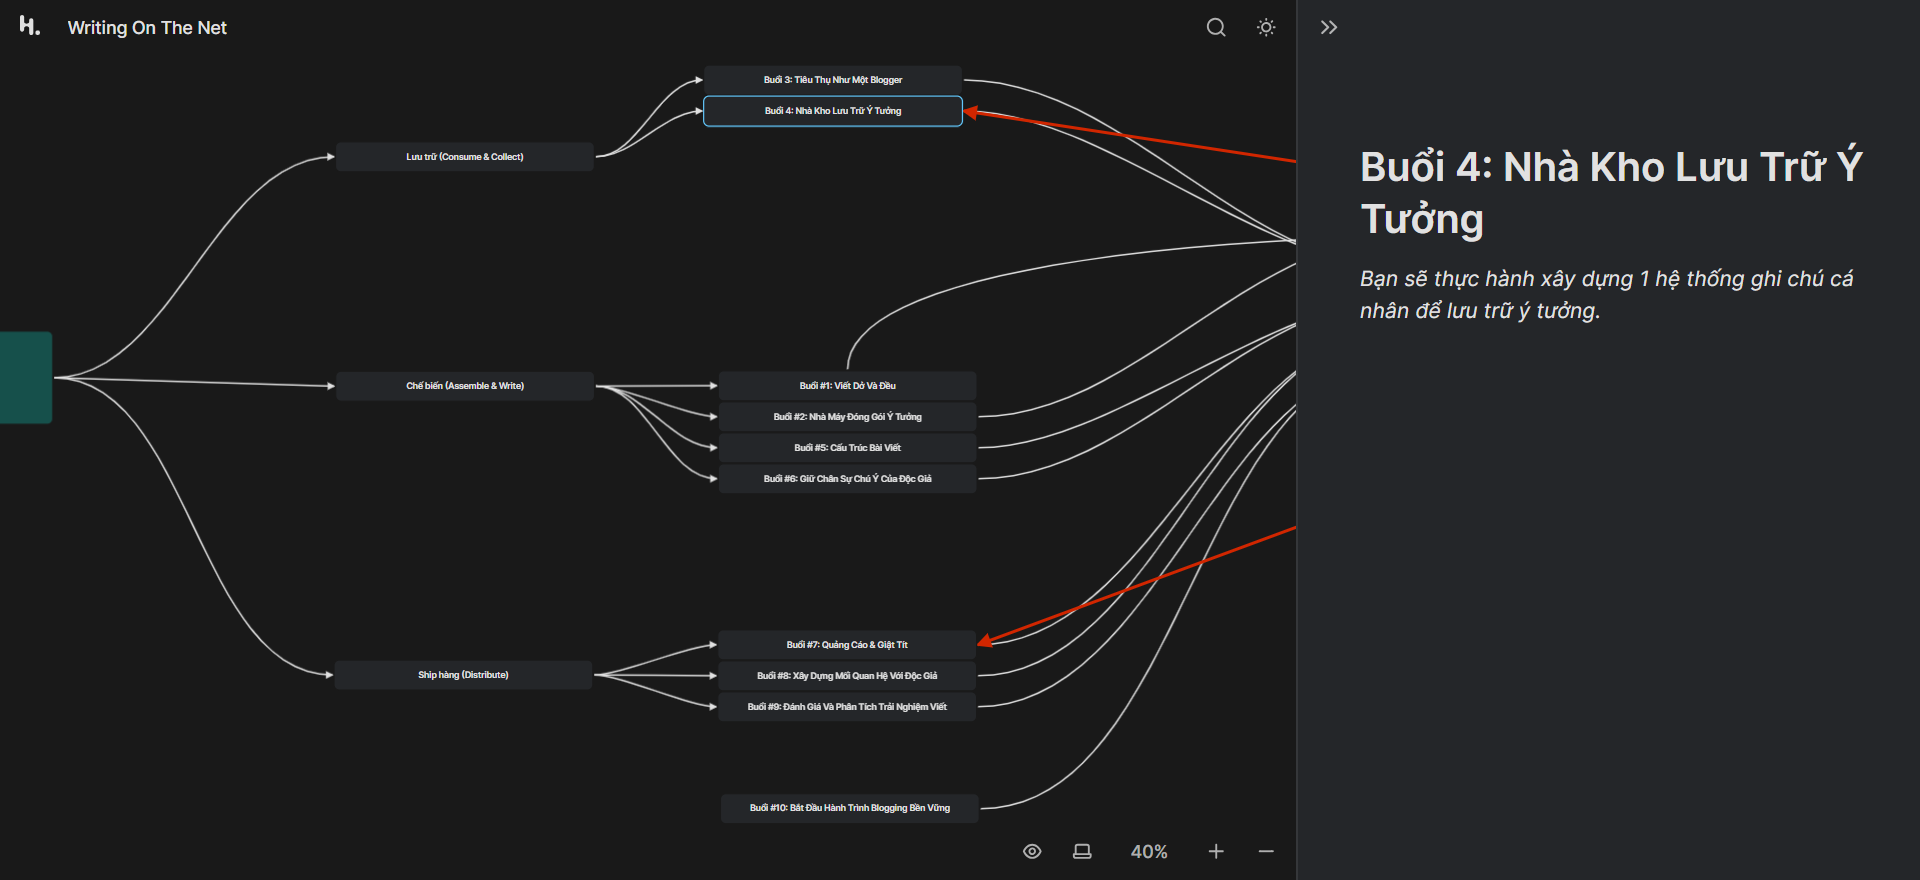 H.
Writing On The Net
Buổi 3: Tiêu Thụ Như Một Blogger
Buổi 4: Nhà Kho Lưu Trữ Ý Tưởng
Lưu trữ (Consume & Collect)
Chế biến (Assemble & Write)
Buổi #1: Viết Dở Và Đều
Buổi #2: Nhà Máy Đóng Gói Ý Tưởng
Buổi #5: Cấu Trúc Bài Viết
Buổi #6: Giữ Chân Sự Chú Ý Của Độc Giả
Ship hàng (Distribute)
Buổi #7: Quảng Cáo & Giật Tít
Buổi #8: Xây Dựng Mối Quan Hệ Với Độc Giả
Buổi #9: Đánh Giá Và Phân Tích Trải Nghiệm Viết
Buổi #10: Bắt Đầu Hành Trình Blogging Bền Vững
40%
Buổi 4: Nhà Kho Lưu Trữ Ý
Tưởng
Bạn sẽ thực hành xây dựng 1 hệ thống ghi chú cá
nhân để lưu trữ ý tưởng.